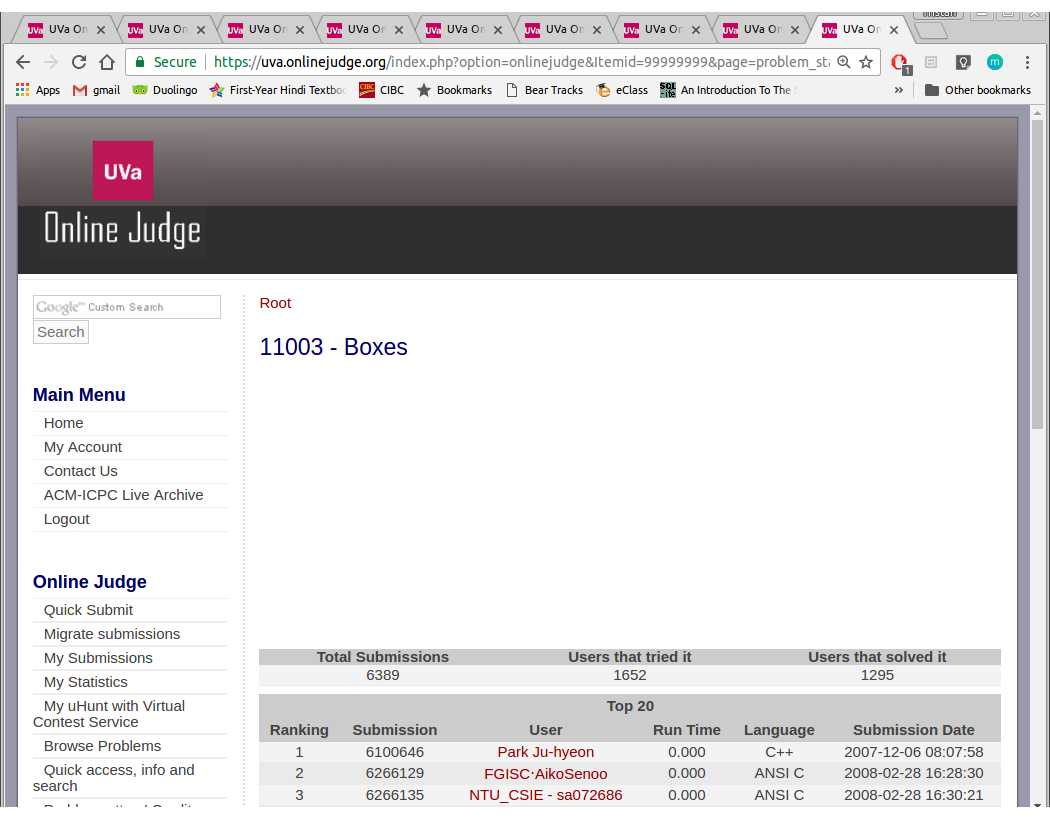 UVa On UVa On UVa On UVa On UVa On UVa On UVa On UVa On UVa On
Secure https://uva.onlinejudge.org/index.php?option=onlinejudge&Itemid=99999999&page=problem_st 1 m
Apps gmail Duolingo First-Year Hindi Textboo CIBC CIBC Bookmarks Bear Tracks eClass An Introduction To The » Other bookmarks
UVa
Online Judge
Google™ Custom Search
Search
Root
11003 - Boxes
Main Menu
Home
My Account
Contact Us
ACM-ICPC Live Archive
Logout
Online Judge
Quick Submit
Migrate submissions
My Submissions
My Statistics
My uHunt with Virtual
Contest Service
Browse Problems
Quick access, info and
search
Total Submissions Users that tried it Users that solved it
6389 1652 1295
Top 20
Ranking Submission User Run Time Language Submission Date
1 6100646 Park Ju-hyeon 0.000 C++ 2007-12-06 08:07:58
2 6266129 FGISC·AikoSenoo 0.000 ANSI C 2008-02-28 16:28:30
3 6266135 NTU_CSIE - sa072686 0.000 ANSI C 2008-02-28 16:30:21